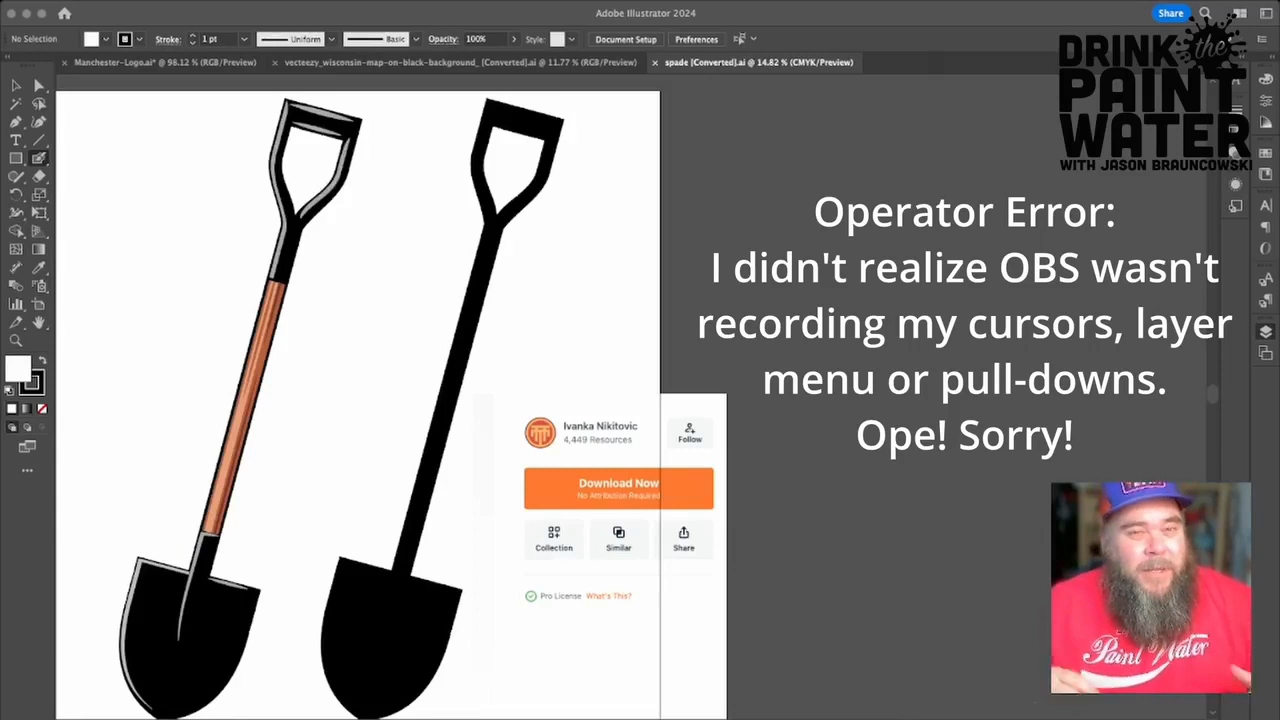 Adobe Illustrator 2024
Share
No Selection
Stroke:
1 pt
Uniform
Basic
Opacity:
100%
Style:
Document Setup
Preferences
Manchester-Logo.ai* @ 98.12 % (RGB/Preview)
vecteezy_wisconsin-map-on-black-background_ [Converted].ai @ 11.77 % (RGB/Preview)
spade [Converted].ai @ 14.82 % (CMYK/Preview)
DRINK the
PAINT
WATER
WITH JASON BRAUNCOWSKI
Operator Error:
I didn't realize OBS wasn't
recording my cursors, layer
menu or pull-downs.
Ope! Sorry!
Ivanka Nikitovic
4,449 Resources
Follow
Download Now
No Attribution Required
Collection
Similar
Share
Pro License What's This?
Paint Water